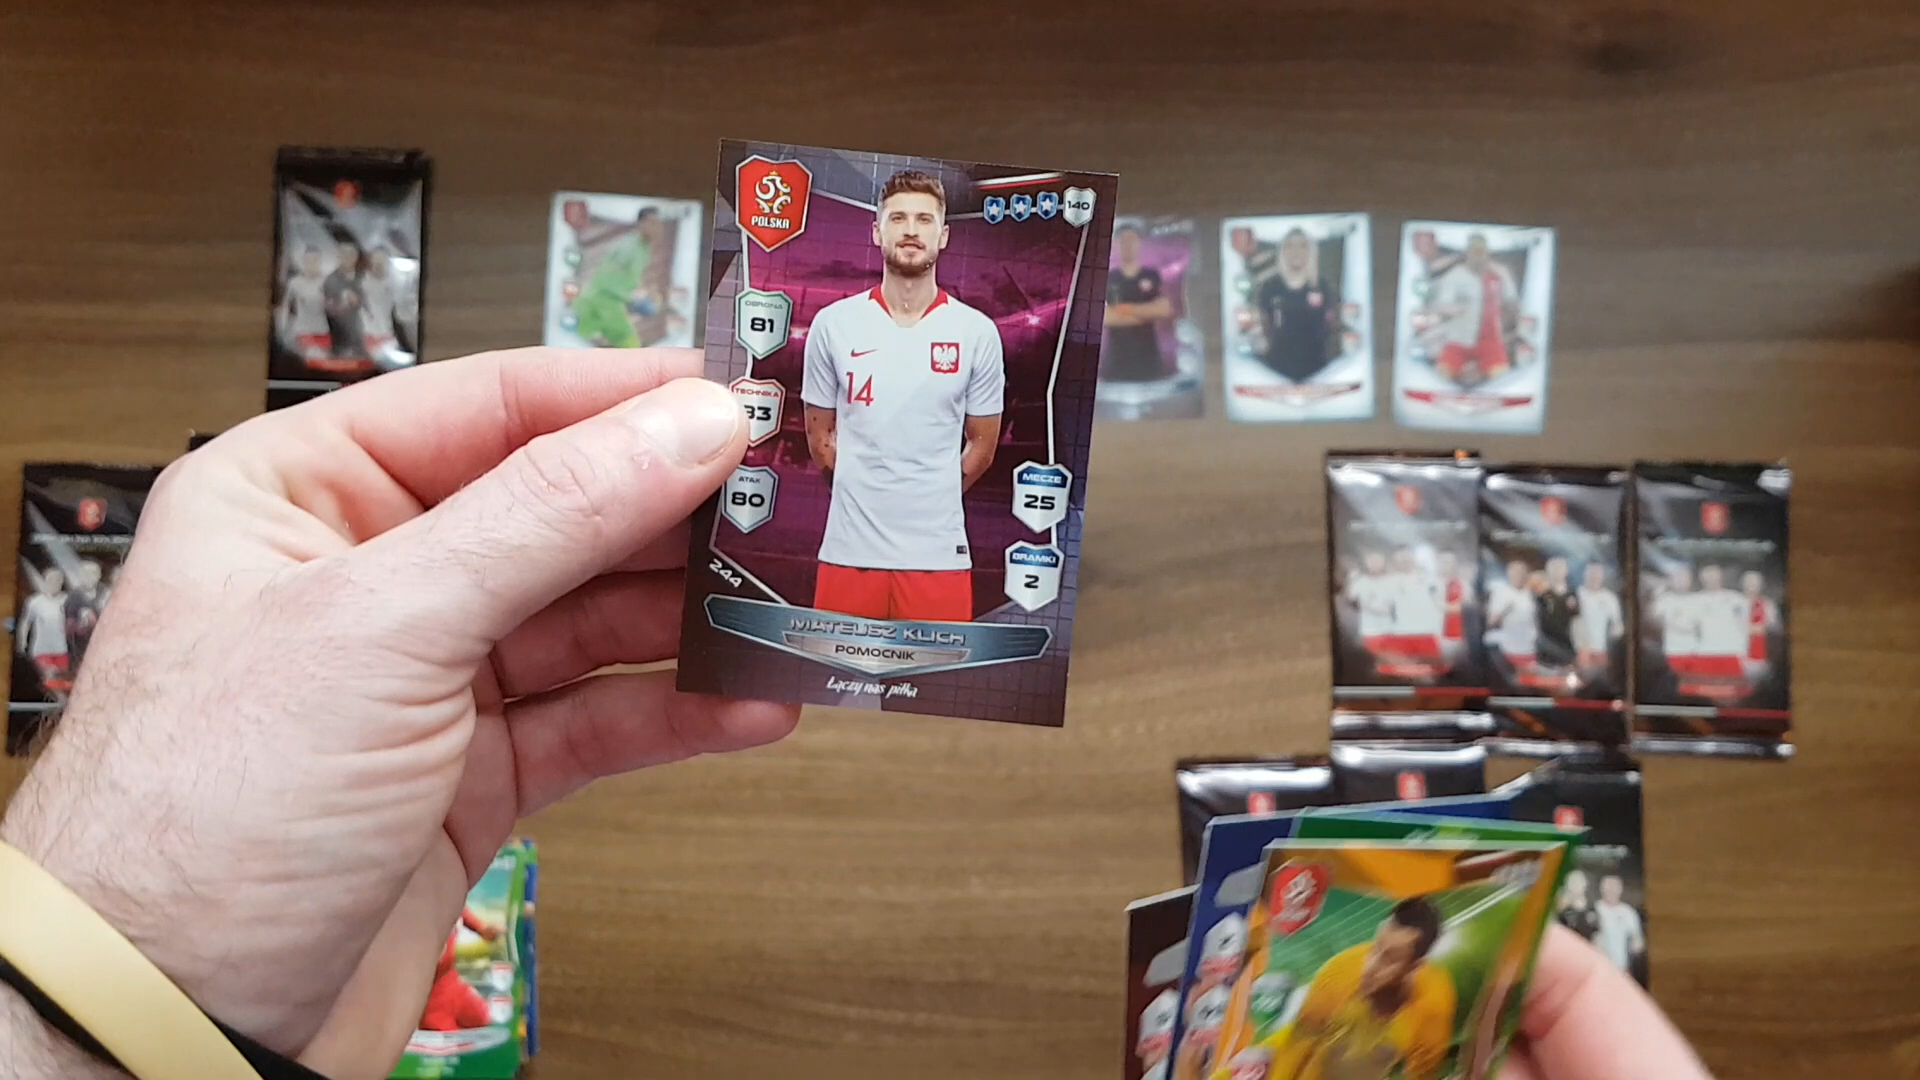 POLSKA
140
OBRONA
81
TECHNIKA
83
ATAK
80
14
MECZE
25
BRAMKI
2
244
MATEUSZ KLICH
POMOCNIK
Łączy nas piłka